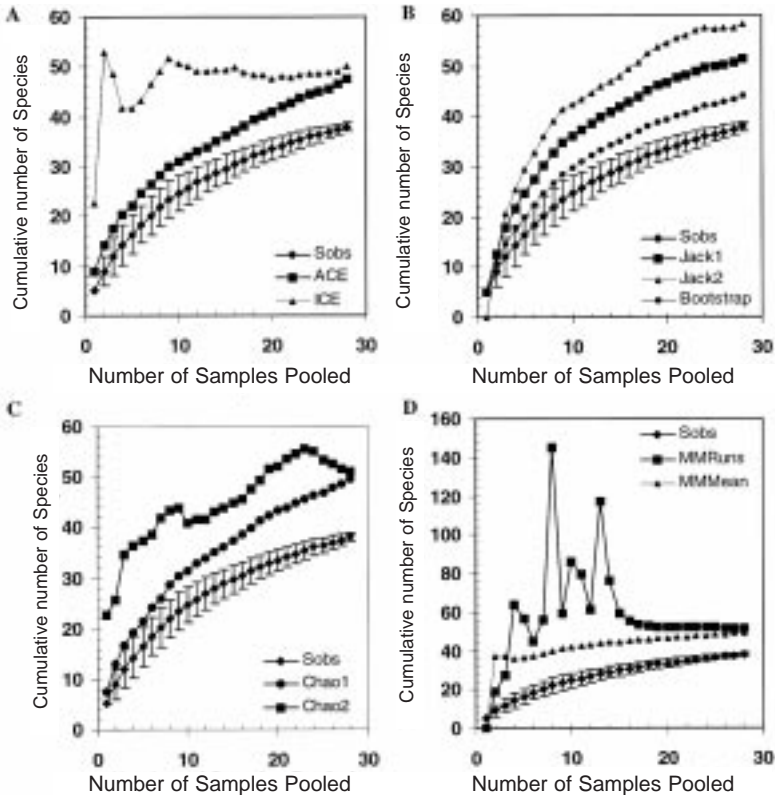 A
Cumulative number of Species
60
50
40
30
20
10
0
Sobs
ACE
ICE
0 10 20 30
Number of Samples Pooled
B
Cumulative number of Species
60
50
40
30
20
10
0
Sobs
Jack1
Jack2
Bootstrap
0 10 20 30
Number of Samples Pooled
C
Cumulative number of Species
60
50
40
30
20
10
0
Sobs
Chao1
Chao2
0 10 20 30
Number of Samples Pooled
D
Cumulative number of Species
160
140
120
100
80
60
40
20
0
Sobs
MMRuns
MMMean
0 10 20 30
Number of Samples Pooled